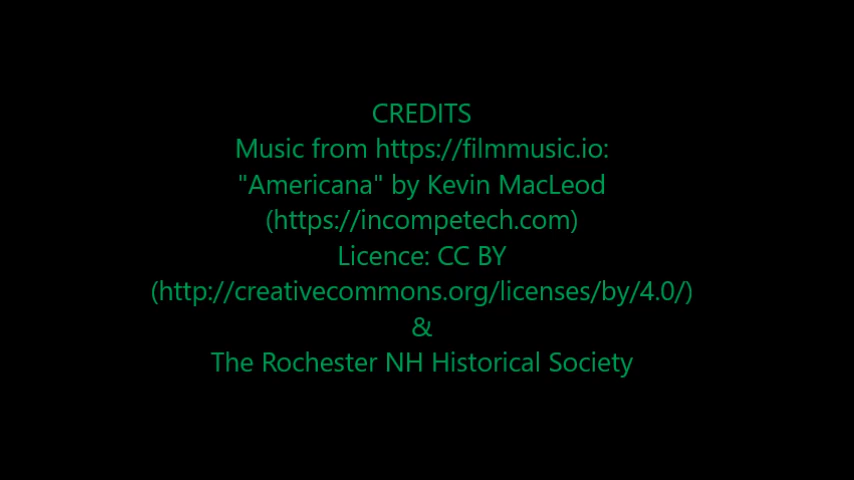 CREDITS
Music from https://filmmusic.io:
"Americana" by Kevin MacLeod
(https://incompetech.com)
Licence: CC BY
(http://creativecommons.org/licenses/by/4.0/)
&
The Rochester NH Historical Society